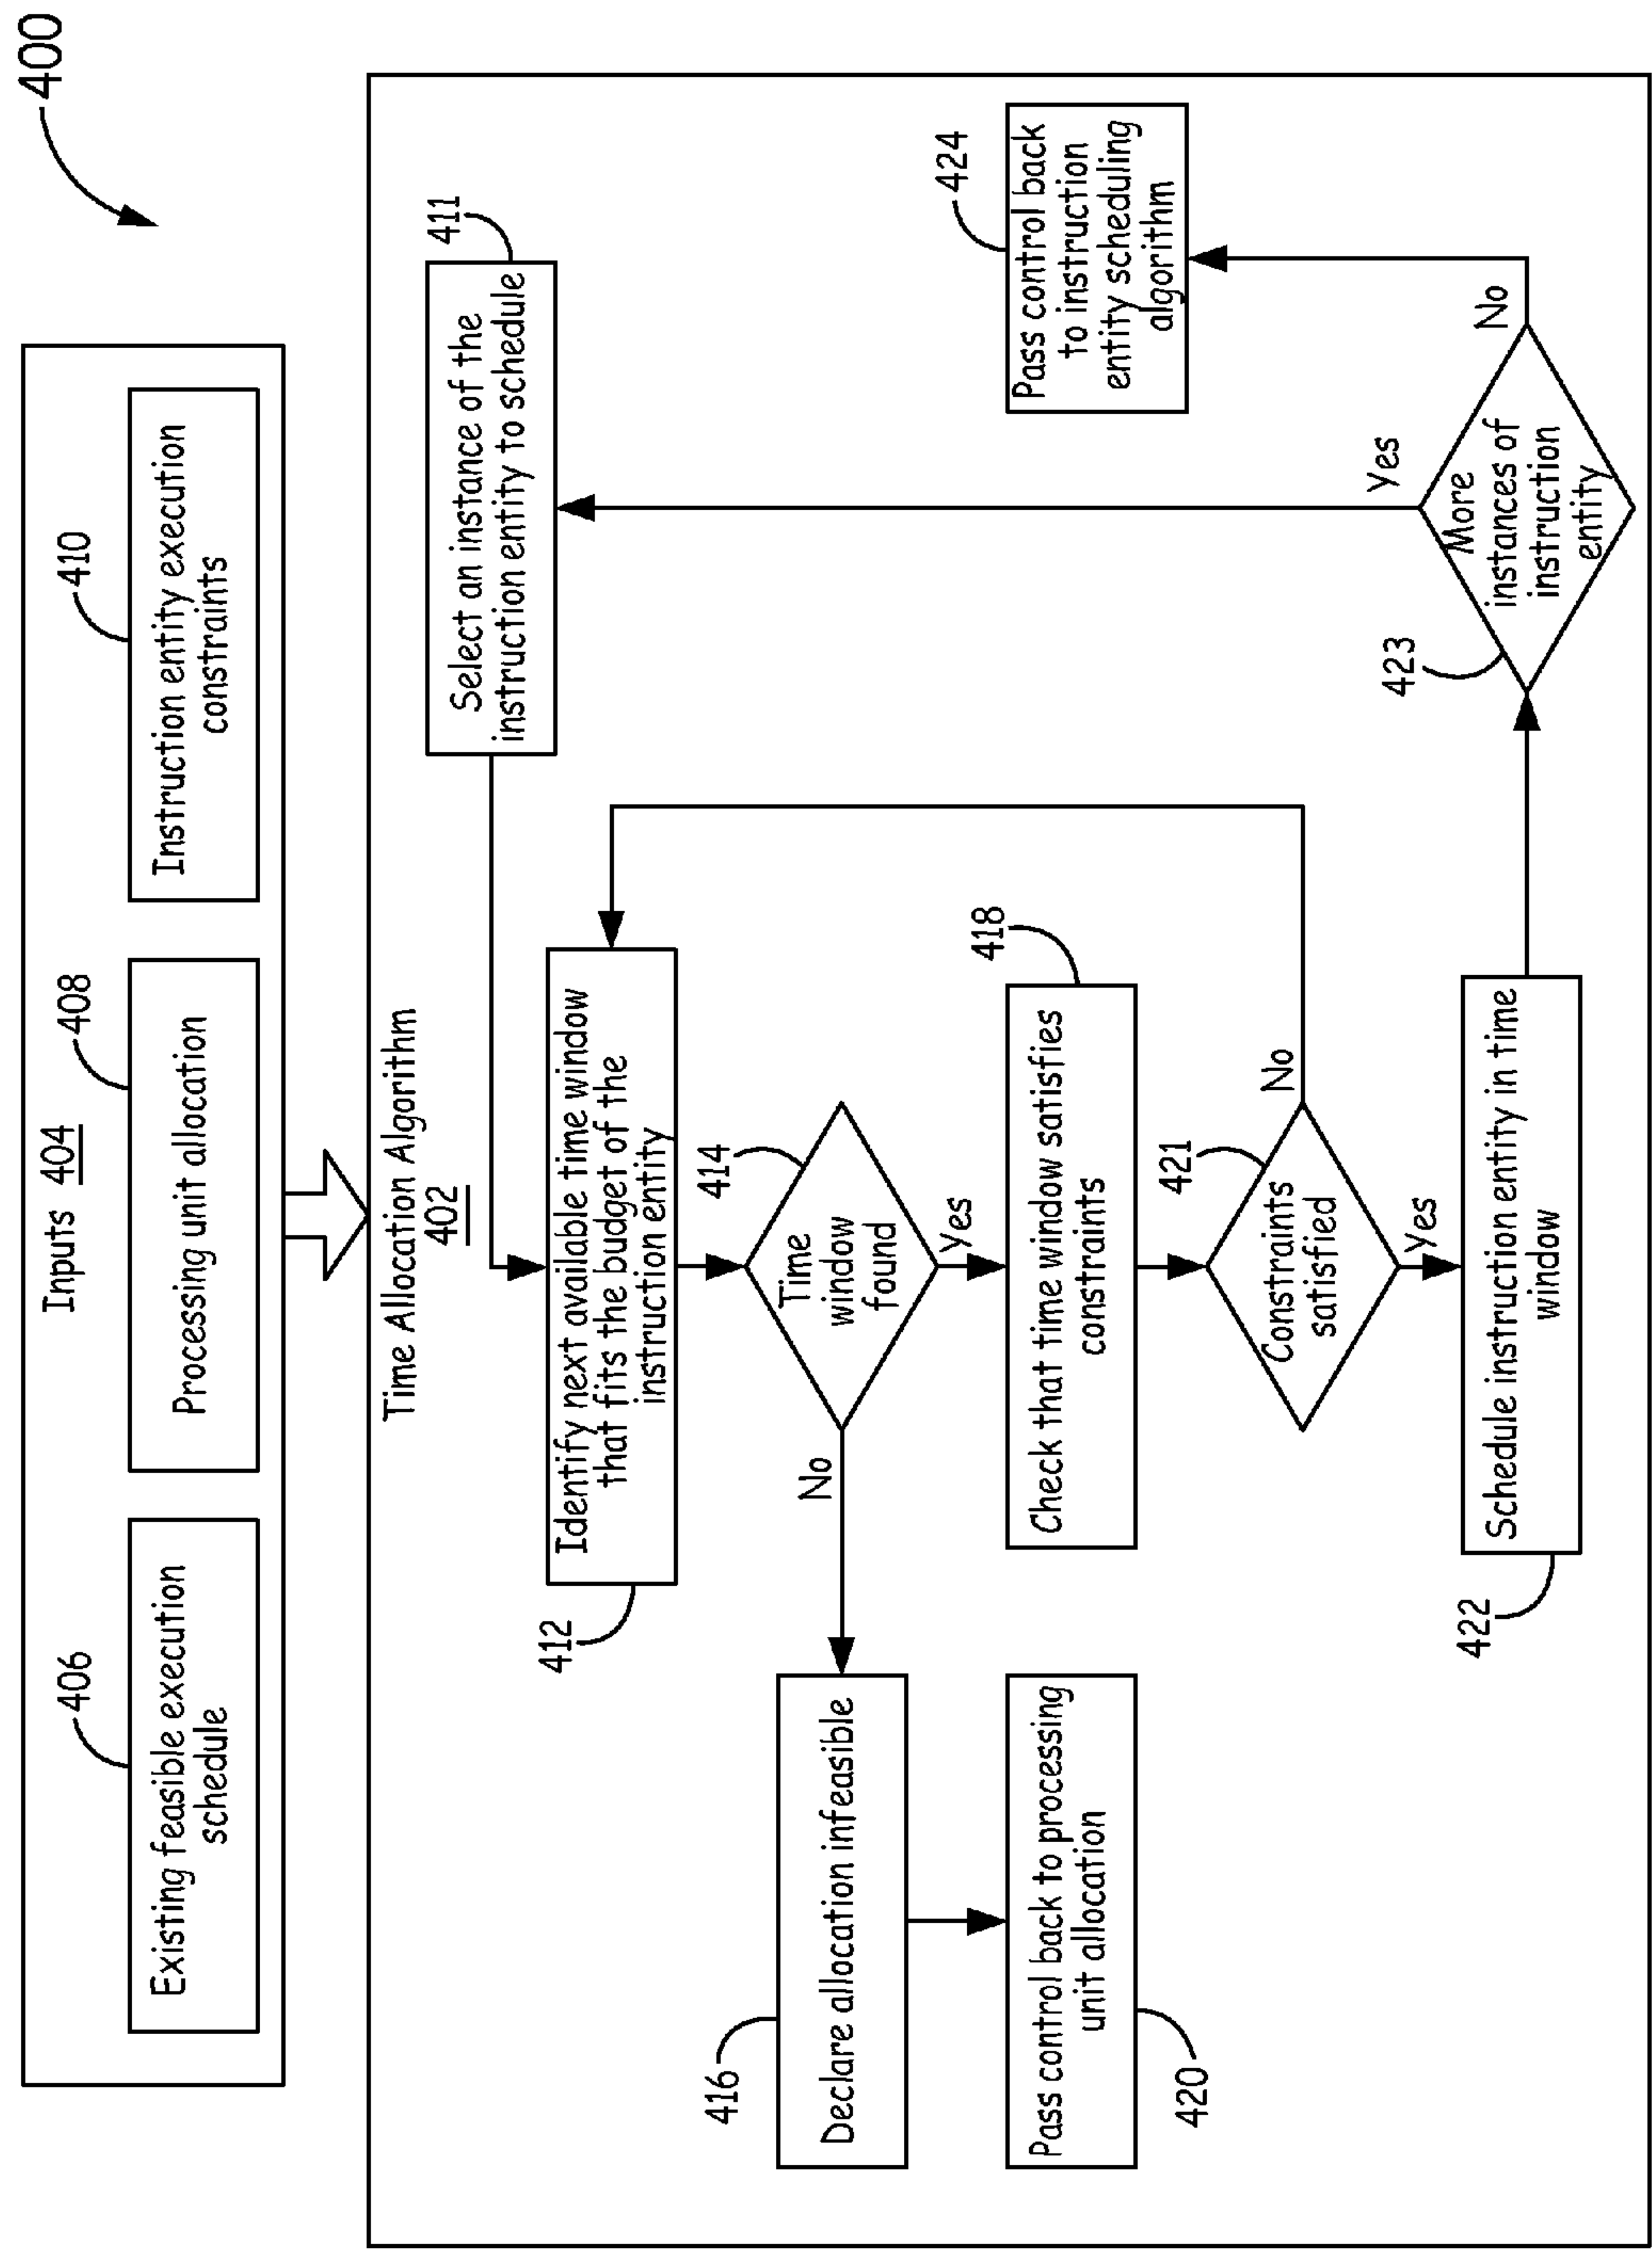 400
Inputs 404
406
408
410
Existing feasible execution
schedule
Processing unit allocation
Instruction entity execution
constraints
Time Allocation Algorithm
402
411
Select an instance of the
instruction entity to schedule
412
Identify next available time window
that fits the budget of the
instruction entity
414
Time
window
found
No
Yes
416
Declare allocation infeasible
418
Check that time window satisfies
constraints
420
Pass control back to processing
unit allocation
421
Constraints
satisfied
No
Yes
422
Schedule instruction entity in time
window
423
More
instances of
instruction
entity
Yes
No
424
Pass control back
to instruction
entity scheduling
algorithm